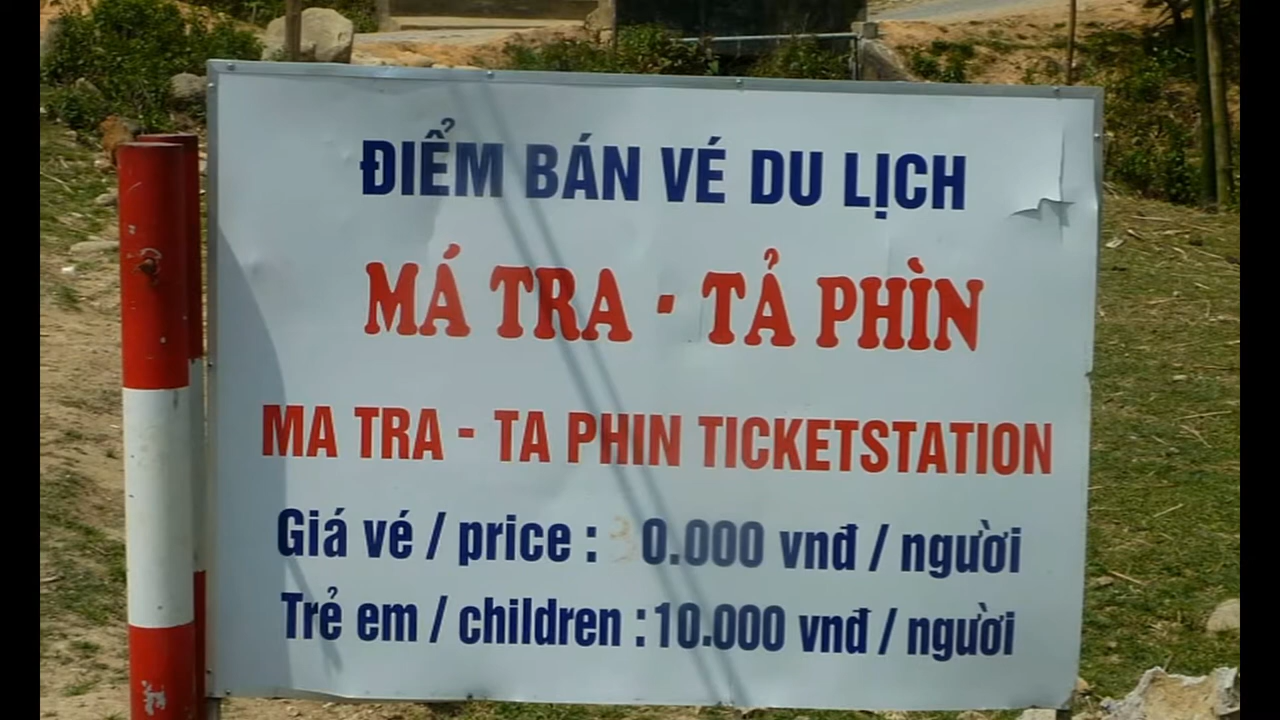 ĐIỂM BÁN VÉ DU LỊCH
MÁ TRA - TẢ PHÌN
MA TRA - TA PHIN TICKETSTATION
Giá vé / price : 30.000 vnđ / người
Trẻ em / children : 10.000 vnđ / người